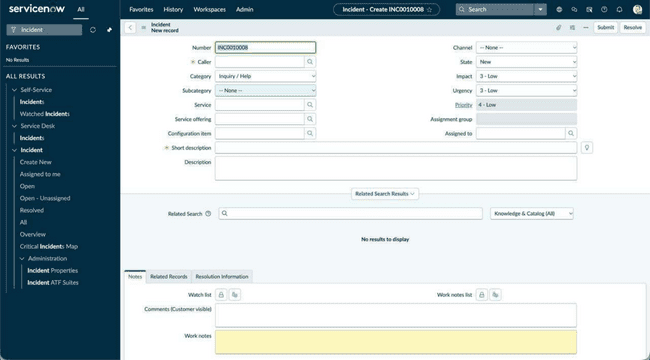 servicenow All Favorites History Workspaces Admin Incident - Create INC0010008 Search
Incident
FAVORITES
No Results
ALL RESULTS
Self-Service
Incidents
Watched Incidents
Service Desk
Incidents
Incident
Create New
Assigned to me
Open
Open - Unassigned
Resolved
All
Overview
Critical Incidents Map
Administration
Incident Properties
Incident ATF Suites
Incident
New record
Submit Resolve
Number INC0010008 Channel -- None --
Caller State New
Category Inquiry / Help Impact 3 - Low
Subcategory -- None -- Urgency 3 - Low
Service Priority 4 - Low
Service offering Assignment group
Configuration item Assigned to
Short description
Description
Related Search Results
Related Search Knowledge & Catalog (All)
No results to display
Notes Related Records Resolution Information
Watch list Work notes list
Comments (Customer visible)
Work notes